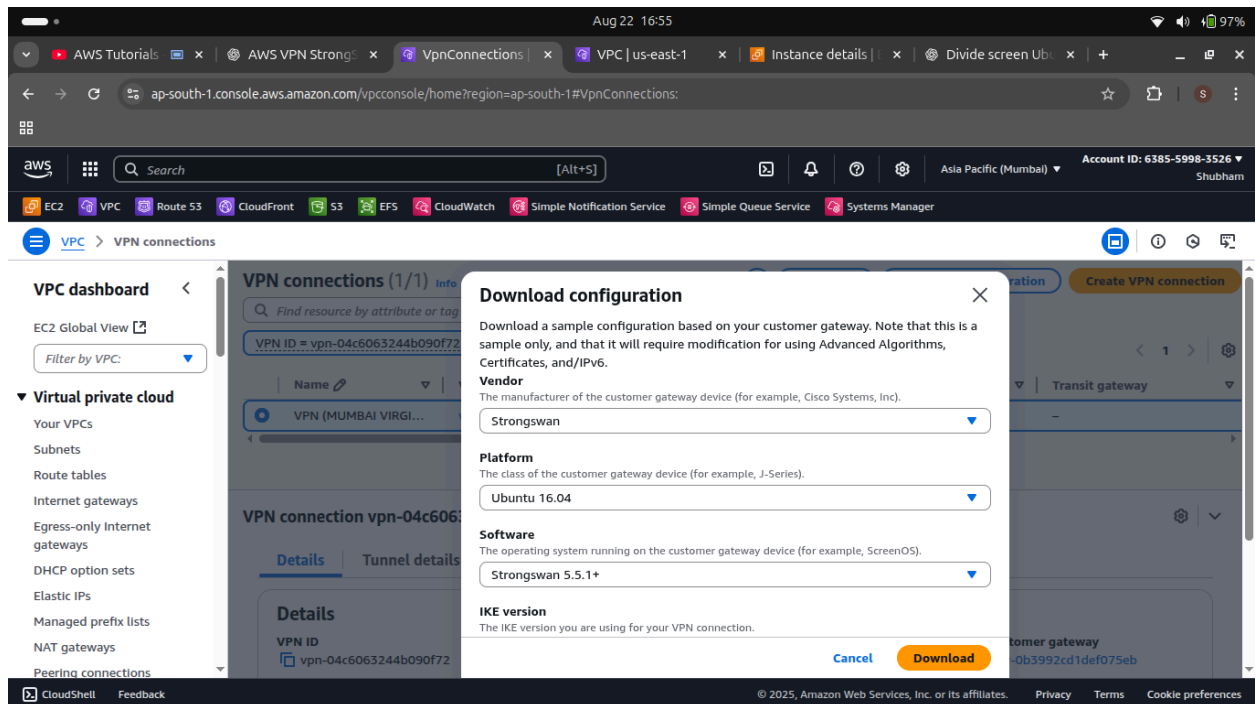 Aug 22 16:55
97%
AWS Tutorials
AWS VPN StrongS
VpnConnections |
VPC | us-east-1
Instance details |
Divide screen Ubu
ap-south-1.console.aws.amazon.com/vpcconsole/home?region=ap-south-1#VpnConnections:
S
aws
Search
[Alt+S]
Asia Pacific (Mumbai)
Account ID: 6385-5998-3526
Shubham
EC2 VPC Route 53 CloudFront S3 EFS CloudWatch Simple Notification Service Simple Queue Service Systems Manager
VPC > VPN connections
VPC dashboard
EC2 Global View
Filter by VPC:
Virtual private cloud
Your VPCs
Subnets
Route tables
Internet gateways
Egress-only Internet
gateways
DHCP option sets
Elastic IPs
Managed prefix lists
NAT gateways
Peering connections
VPN connections (1/1) Info
ration
Create VPN connection
Find resource by attribute or tag
VPN ID = vpn-04c6063244b090f72
1
Name
Transit gateway
VPN (MUMBAI VIRGI...
–
VPN connection vpn-04c606
Details
Tunnel details
Details
VPN ID
vpn-04c6063244b090f72
tomer gateway
-0b3992cd1def075eb
Download configuration
Download a sample configuration based on your customer gateway. Note that this is a
sample only, and that it will require modification for using Advanced Algorithms,
Certificates, and/IPv6.
Vendor
The manufacturer of the customer gateway device (for example, Cisco Systems, Inc).
Strongswan
Platform
The class of the customer gateway device (for example, J-Series).
Ubuntu 16.04
Software
The operating system running on the customer gateway device (for example, ScreenOS).
Strongswan 5.5.1+
IKE version
The IKE version you are using for your VPN connection.
Cancel
Download
CloudShell Feedback
© 2025, Amazon Web Services, Inc. or its affiliates. Privacy Terms Cookie preferences